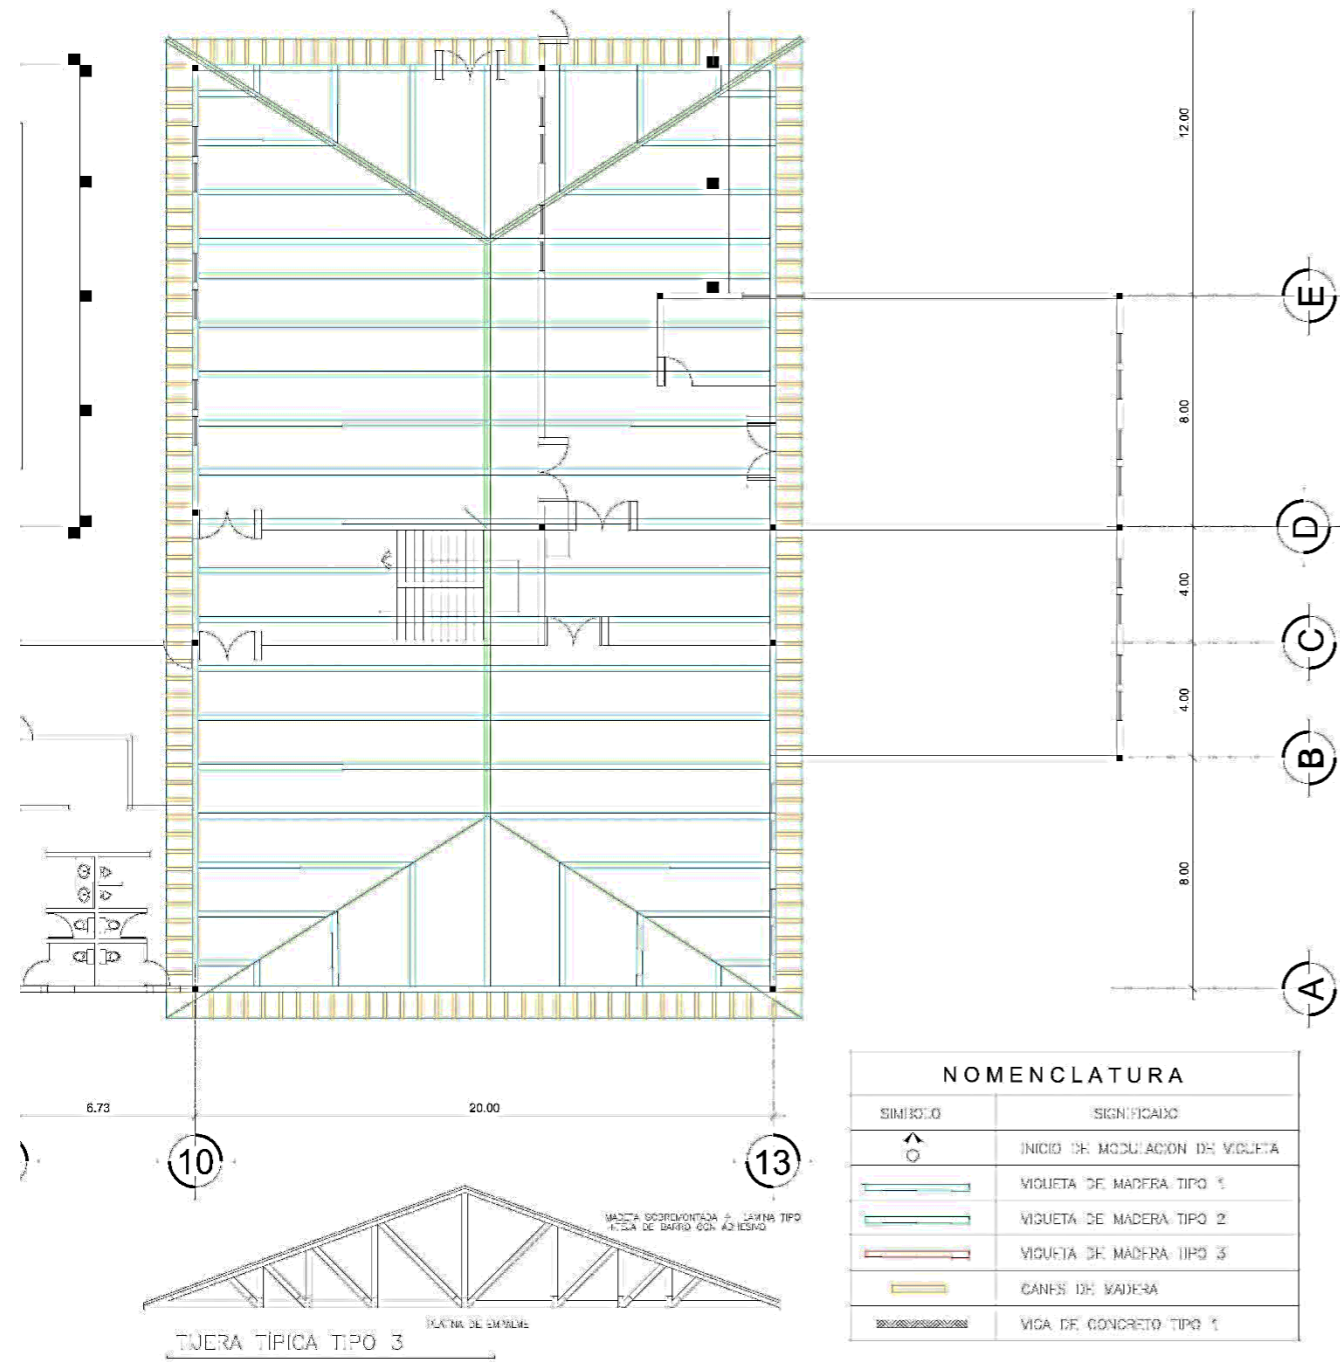 12.00
E
8.00
D
4.00
C
4.00
B
8.00
A
6.73
20.00
10
13
NOMENCLATURA
SIMBOLO
SIGNIFICADO
INICIO DE MODULACION DE VIGUETA
VIGUETA DE MADERA TIPO 1
VIGUETA DE MADERA TIPO 2
VIGUETA DE MADERA TIPO 3
CANES DE MADERA
VIGA DE CONCRETO TIPO 1
SOBREMONTADA LAMINA TIPO
TEJA DE BARRO CON ADHESIVO
PLATINA DE EMPALME
TIJERA TÍPICA TIPO 3